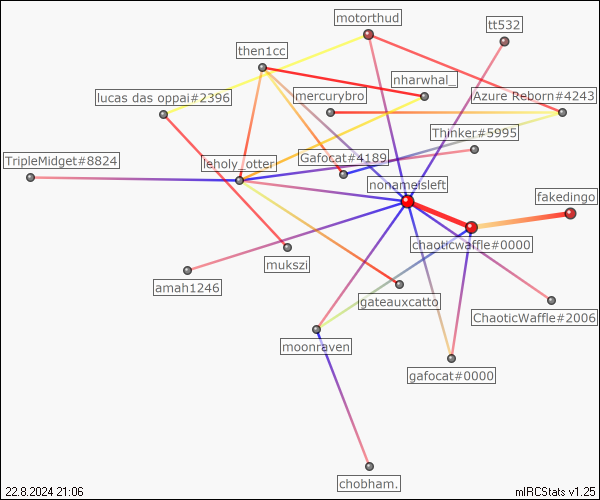 motorthud
tt532
then1cc
nharwhal_
lucas das oppai#2396
mercurybro
Azure Reborn#4243
Thinker#5995
TripleMidget#8824
leholy_otter
Gafocat#4189
nonameisleft
fakedingo
chaoticwaffle#0000
mukszi
amah1246
gateauxcatto
ChaoticWaffle#2006
moonraven
gafocat#0000
chobham.
22.8.2024 21:06
mIRCStats v1.25